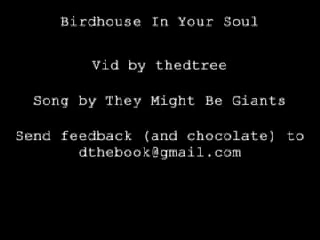 Birdhouse In Your Soul
Vid by thedtree
Song by They Might Be Giants
Send feedback (and chocolate) to
dthebook@gmail.com